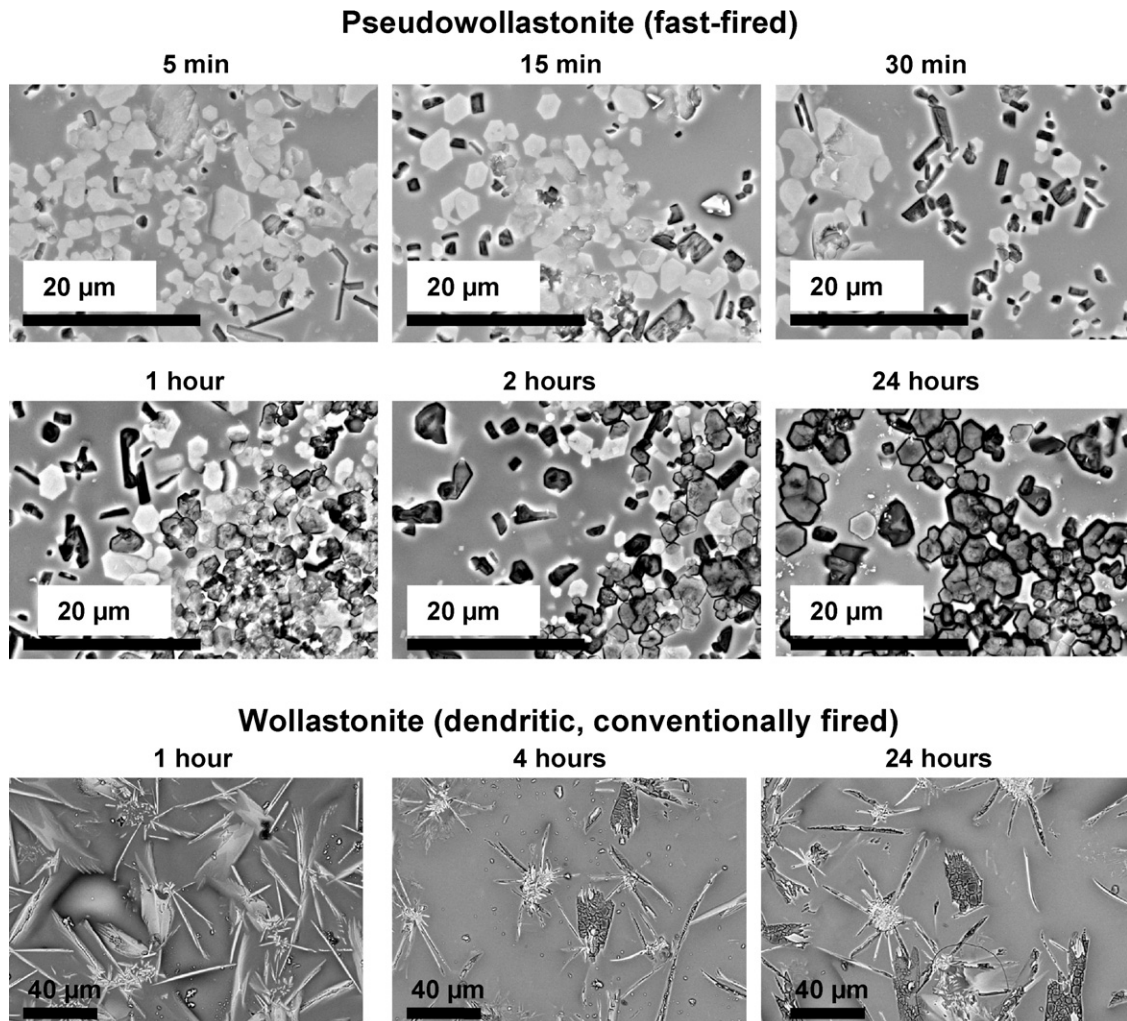 Pseudowollastonite (fast-fired)
5 min
15 min
30 min
20 µm
20 µm
20 µm
1 hour
2 hours
24 hours
20 µm
20 µm
20 µm
Wollastonite (dendritic, conventionally fired)
1 hour
4 hours
24 hours
40 µm
40 µm
40 µm